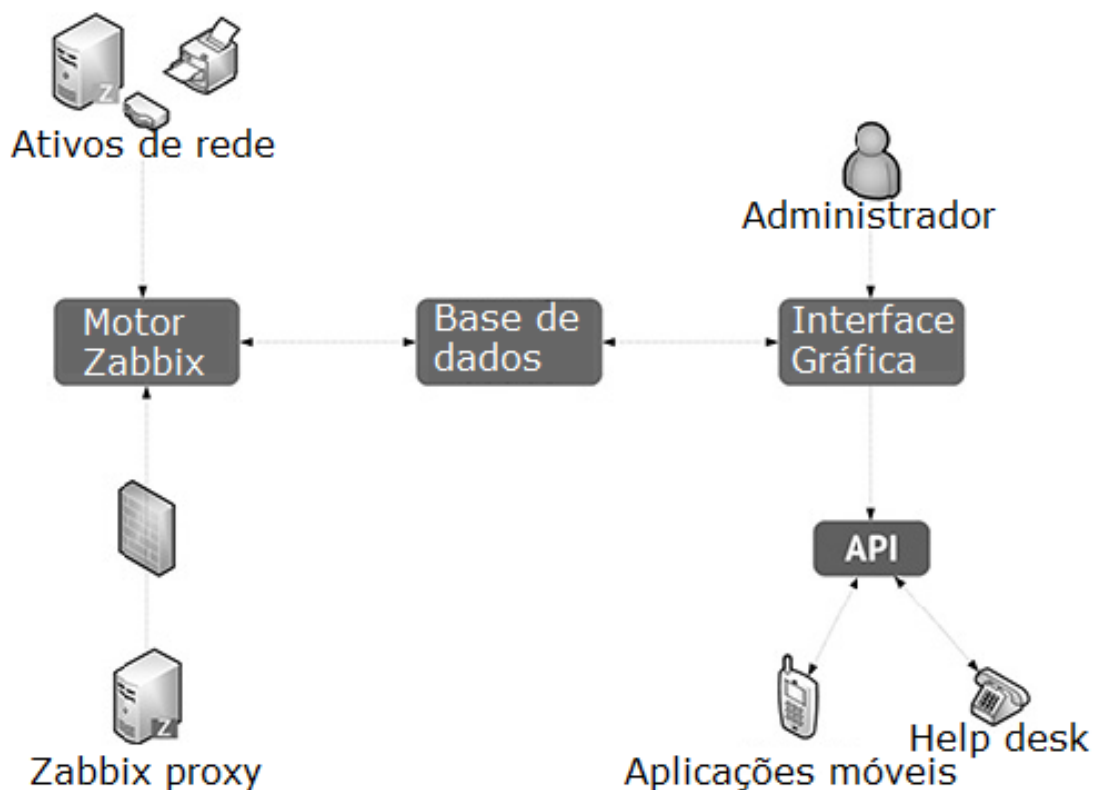 Z
Ativos de rede
Administrador
Motor
Zabbix
Base de
dados
Interface
Gráfica
API
Z
Zabbix proxy
Aplicações móveis
Help desk